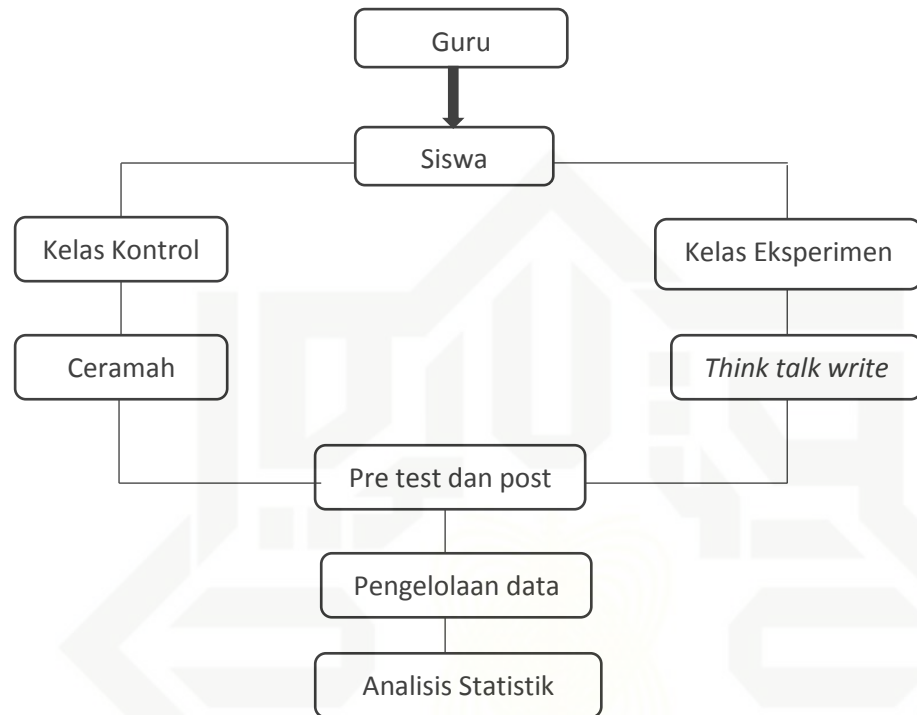 Guru
Siswa
Kelas Kontrol
Kelas Eksperimen
Ceramah
Think talk write
Pre test dan post
Pengelolaan data
Analisis Statistik